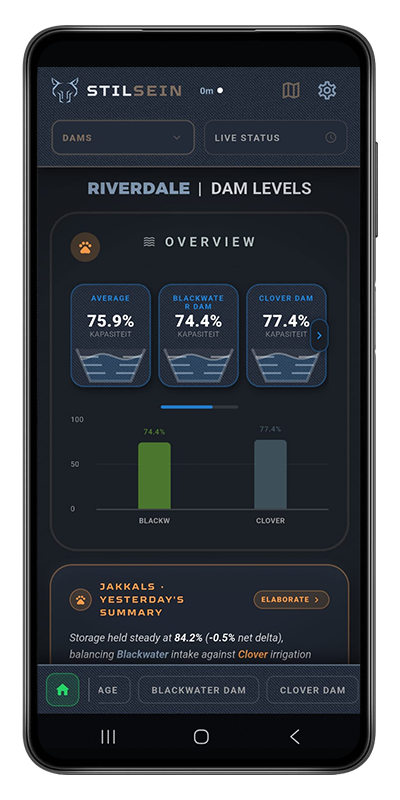 STILSEIN 0m
DAMS LIVE STATUS
RIVERDALE | DAM LEVELS
OVERVIEW
AVERAGE
75.9%
KAPASITEIT
BLACKWATE
R DAM
74.4%
KAPASITEIT
CLOVER DAM
77.4%
KAPASITEIT
100
50
0
74.4%
77.4%
BLACKW CLOVER
JAKKALS ·
YESTERDAY'S
SUMMARY
ELABORATE
Storage held steady at 84.2% (-0.5% net delta),
balancing Blackwater intake against Clover irrigation
AGE BLACKWATER DAM CLOVER DAM